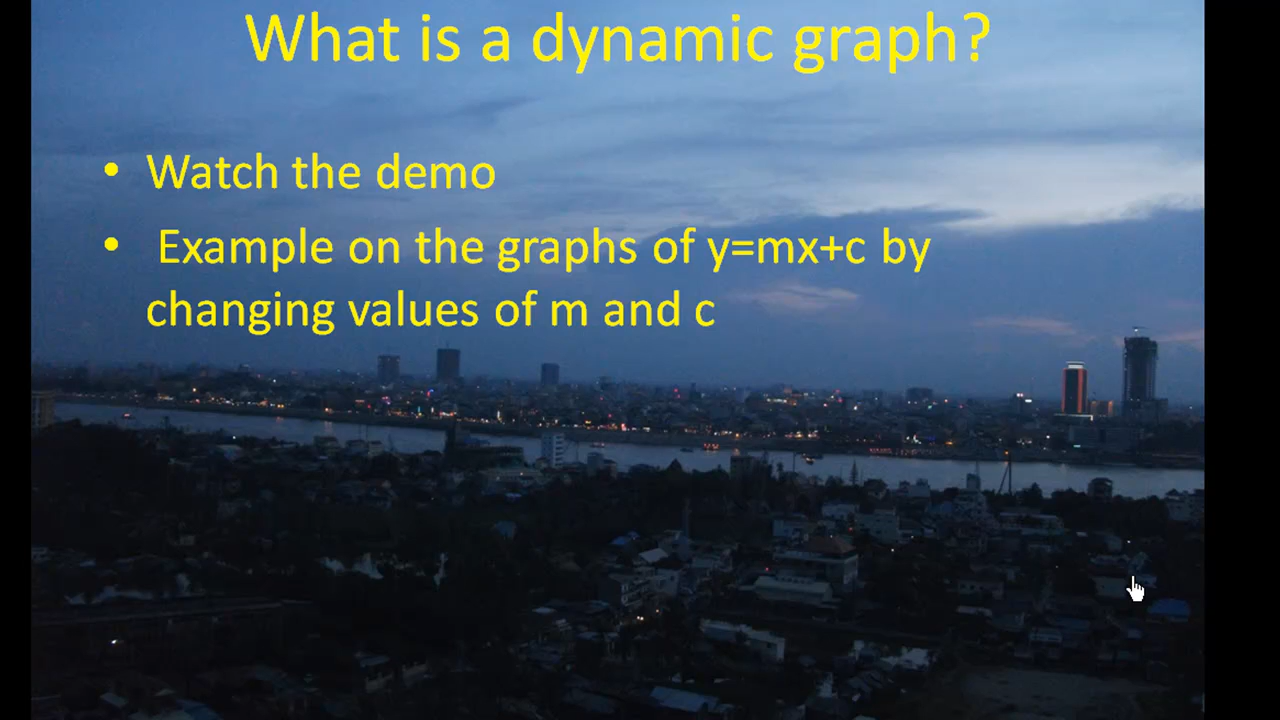 What is a dynamic graph?
• Watch the demo
• Example on the graphs of y=mx+c by
changing values of m and c